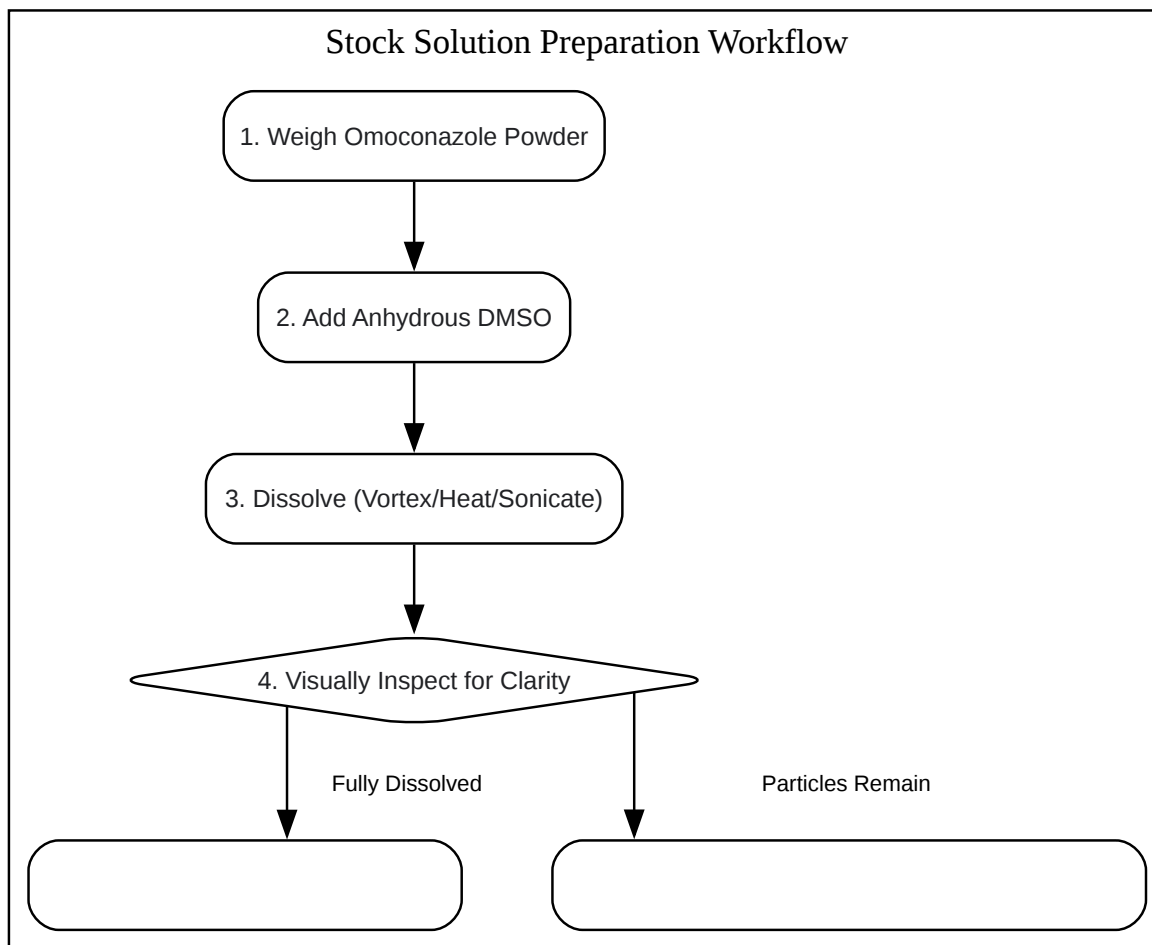 Stock Solution Preparation Workflow
1. Weigh Omoconazole Powder
2. Add Anhydrous DMSO
3. Dissolve (Vortex/Heat/Sonicate)
4. Visually Inspect for Clarity
Fully Dissolved
Particles Remain